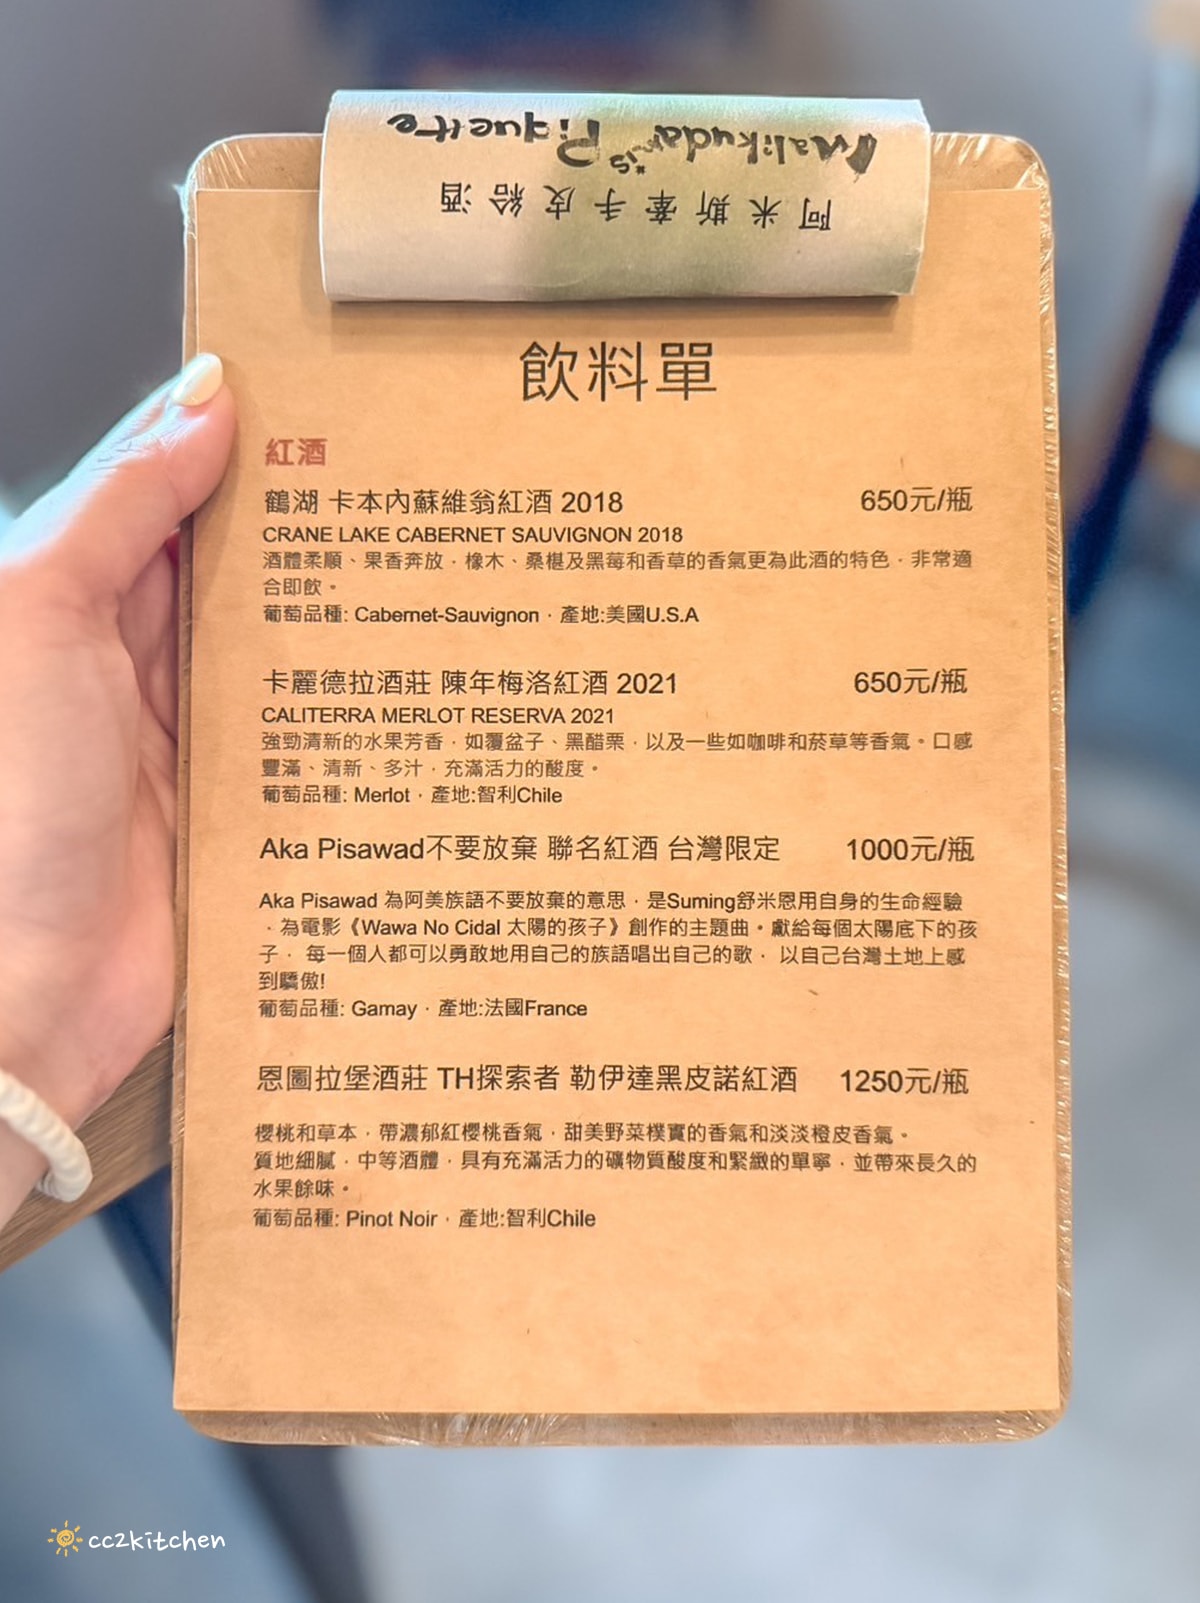 Malikuda's Piquette
阿米斯牽手皮給酒
飲料單
紅酒
鶴湖 卡本內蘇維翁紅酒 2018 650元/瓶
CRANE LAKE CABERNET SAUVIGNON 2018
酒體柔順、果香奔放，橡木、桑椹及黑莓和香草的香氣更為此酒的特色，非常適
合即飲。
葡萄品種: Cabernet-Sauvignon，產地:美國U.S.A
卡麗德拉酒莊 陳年梅洛紅酒 2021 650元/瓶
CALITERRA MERLOT RESERVA 2021
強勁清新的水果芳香，如覆盆子、黑醋栗，以及一些如咖啡和菸草等香氣。口感
豐滿、清新、多汁，充滿活力的酸度。
葡萄品種: Merlot，產地:智利Chile
Aka Pisawad不要放棄 聯名紅酒 台灣限定 1000元/瓶
Aka Pisawad 為阿美族語不要放棄的意思，是Suming舒米恩用自身的生命經驗
，為電影《Wawa No Cidal 太陽的孩子》創作的主題曲。獻給每個太陽底下的孩
子， 每一個人都可以勇敢地用自己的族語唱出自己的歌， 以自己台灣土地上感
到驕傲!
葡萄品種: Gamay，產地:法國France
恩圖拉堡酒莊 TH探索者 勒伊達黑皮諾紅酒 1250元/瓶
櫻桃和草本，帶濃郁紅櫻桃香氣，甜美野菜樸實的香氣和淡淡橙皮香氣。
質地細膩，中等酒體，具有充滿活力的礦物質酸度和緊緻的單寧，並帶來長久的
水果餘味。
葡萄品種: Pinot Noir，產地:智利Chile
cc2kitchen